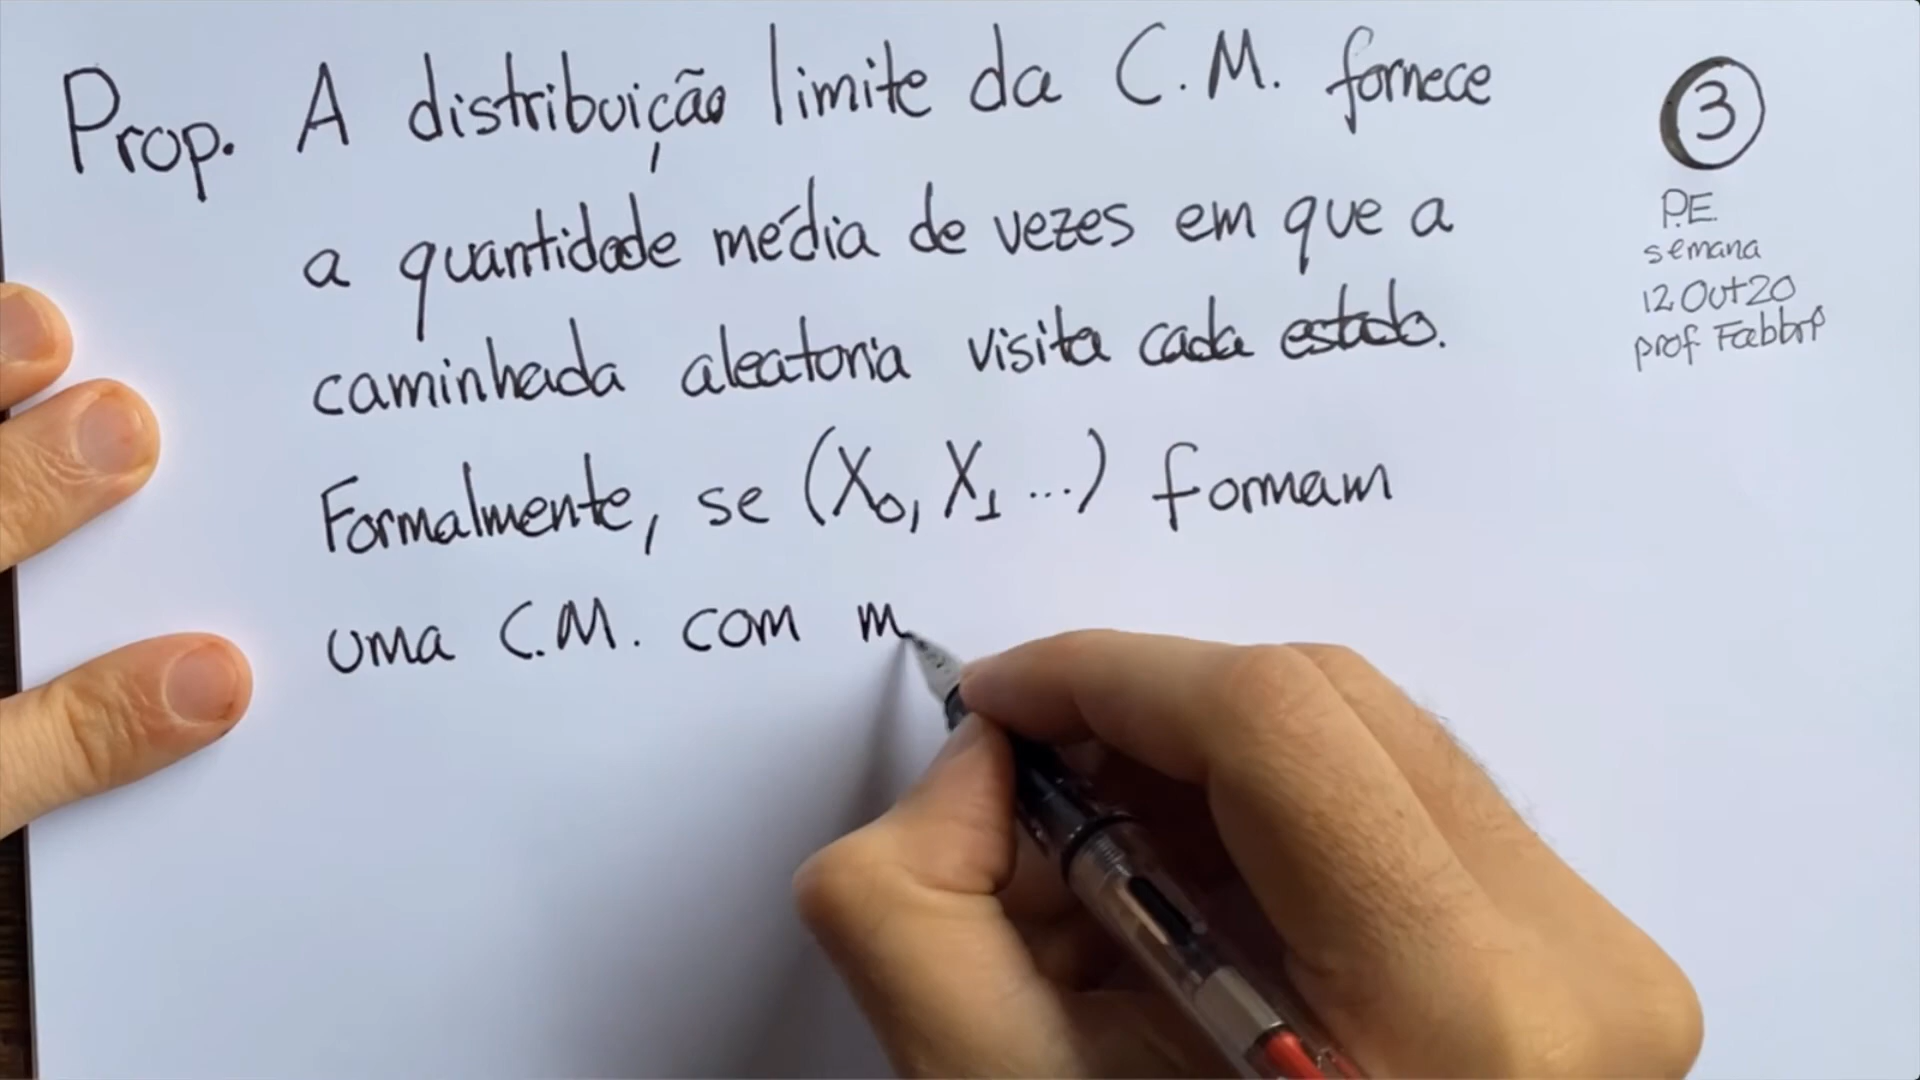 Prop. A distribuição limite da C.M. fornece
a quantidade média de vezes em que a
caminhada aleatoria visita cada estado.
Formalmente, se (X₀, X₁ ...) formam
uma C.M. com m
3
P.E.
semana
12 Out 20
prof Fabbri